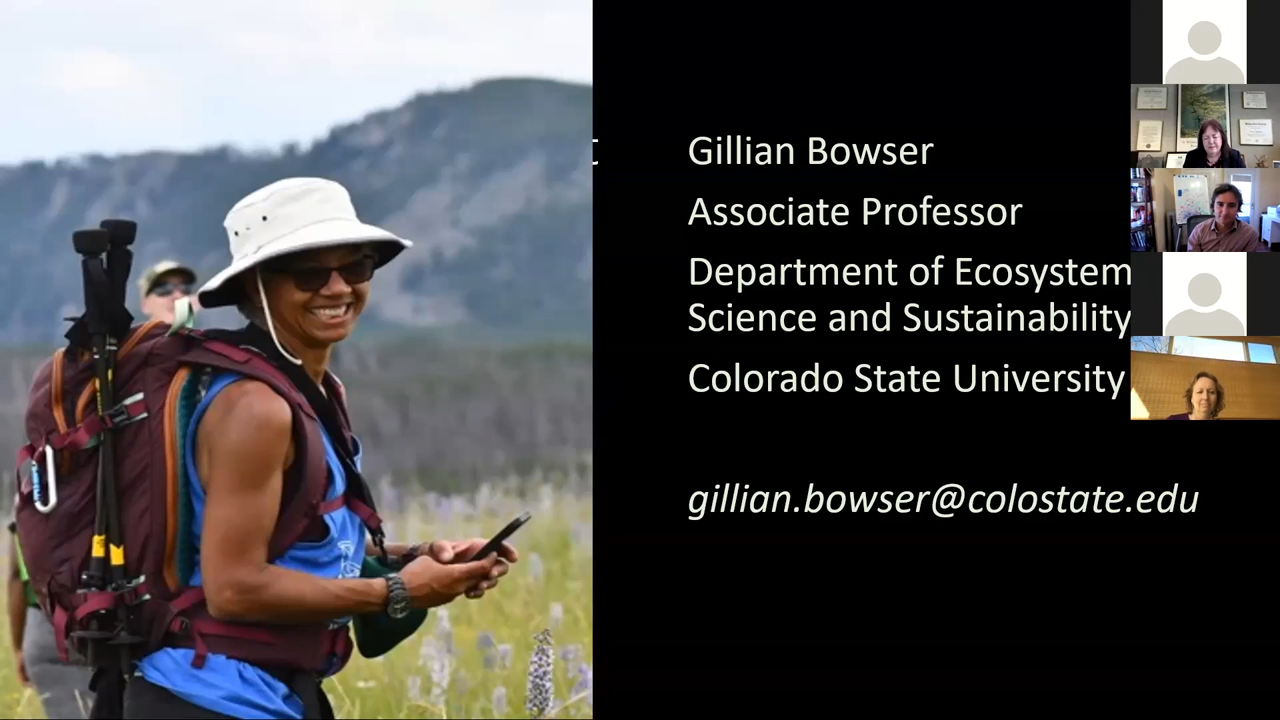 Gillian Bowser
Associate Professor
Department of Ecosystem
Science and Sustainability
Colorado State University
gillian.bowser@colostate.edu